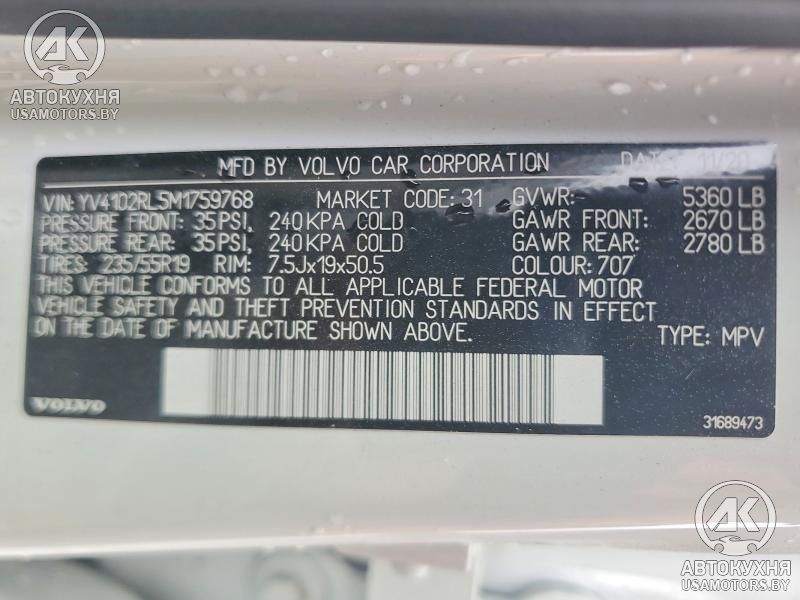 AK
АВТОКУХНЯ
USAMOTORS.BY
MFD BY VOLVO CAR CORPORATION DATE 11/20
VIN: YV4102RL5M1759768 MARKET CODE: 31 GVWR: 5360 LB
PRESSURE FRONT: 35 PSI, 240 KPA COLD GAWR FRONT: 2670 LB
PRESSURE REAR: 35 PSI, 240 KPA COLD GAWR REAR: 2780 LB
TIRES: 235/55R19 RIM: 7.5Jx19x50.5 COLOUR: 707
THIS VEHICLE CONFORMS TO ALL APPLICABLE FEDERAL MOTOR
VEHICLE SAFETY AND THEFT PREVENTION STANDARDS IN EFFECT
ON THE DATE OF MANUFACTURE SHOWN ABOVE. TYPE: MPV
VOLVO 31689473
AK
АВТОКУХНЯ
USAMOTORS.BY